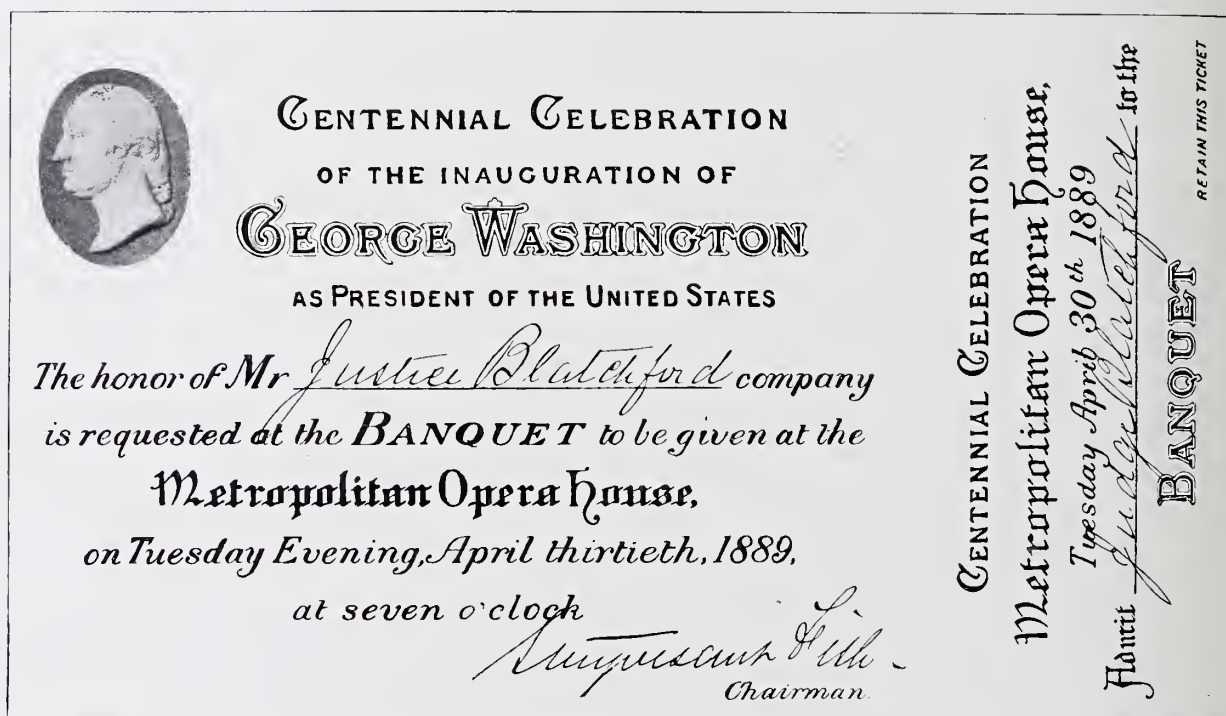 CENTENNIAL CELEBRATION
OF THE INAUGURATION OF
GEORGE WASHINGTON
AS PRESIDENT OF THE UNITED STATES
The honor of Mr Justice Blatchford company
is requested at the BANQUET to be given at the
Metropolitan Opera House,
on Tuesday Evening, April thirtieth, 1889,
at seven o'clock
Stuyvesant Fish
Chairman.
CENTENNIAL CELEBRATION
Metropolitan Opera House,
Tuesday April 30th 1889
Admit Judge Blatchford to the
BANQUET
RETAIN THIS TICKET